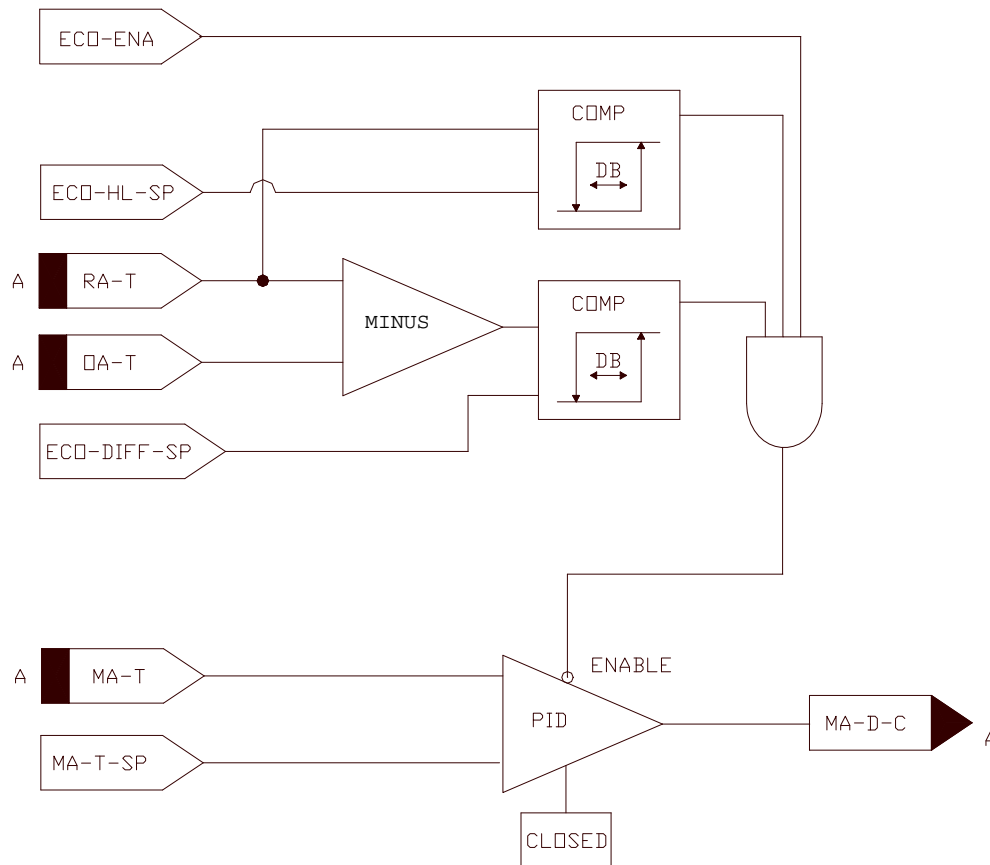 ECO-ENA
COMP
DB
ECO-HL-SP
A RA-T
MINUS
COMP
DB
A OA-T
ECO-DIFF-SP
ENABLE
A MA-T
PID
MA-D-C
A
MA-T-SP
CLOSED